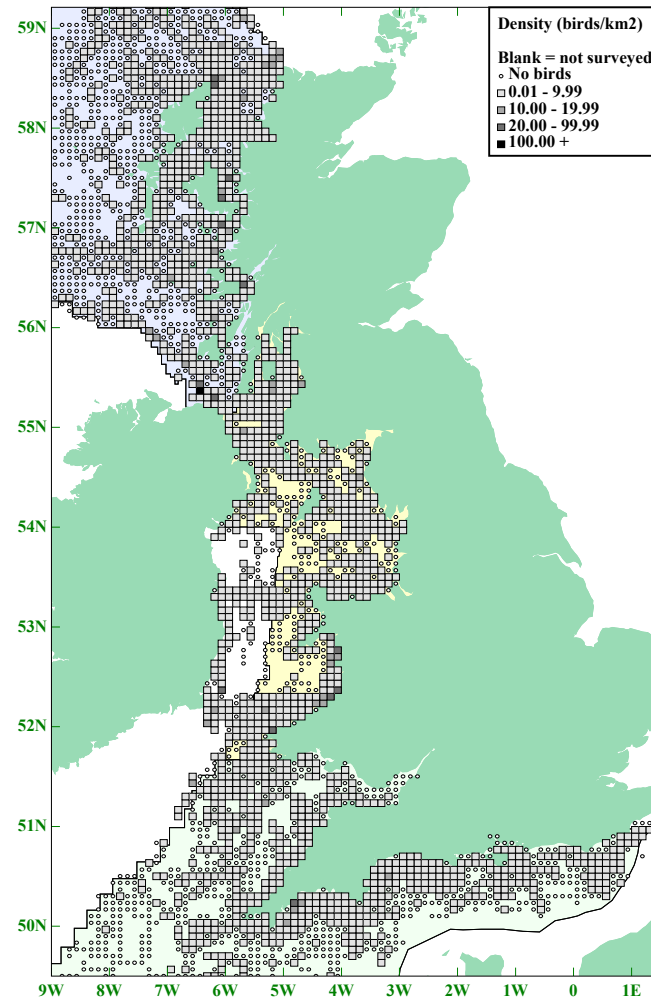 Density (birds/km2)
Blank = not surveyed
No birds
0.01 - 9.99
10.00 - 19.99
20.00 - 99.99
100.00 +
59N
58N
57N
56N
55N
54N
53N
52N
51N
50N
9W 8W 7W 6W 5W 4W 3W 2W 1W 0 1E